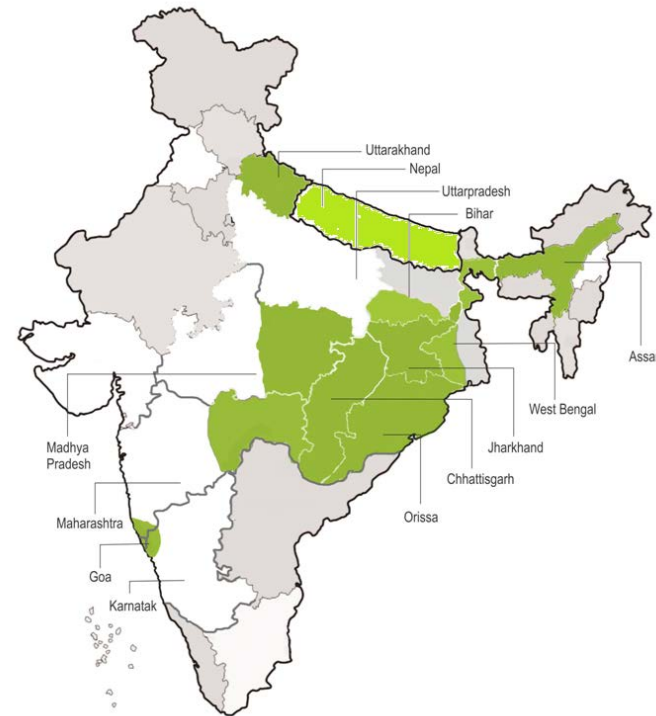 Uttarakhand
Nepal
Uttarpradesh
Bihar
Assa
West Bengal
Jharkhand
Chhattisgarh
Orissa
Madhya
Pradesh
Maharashtra
Goa
Karnatak